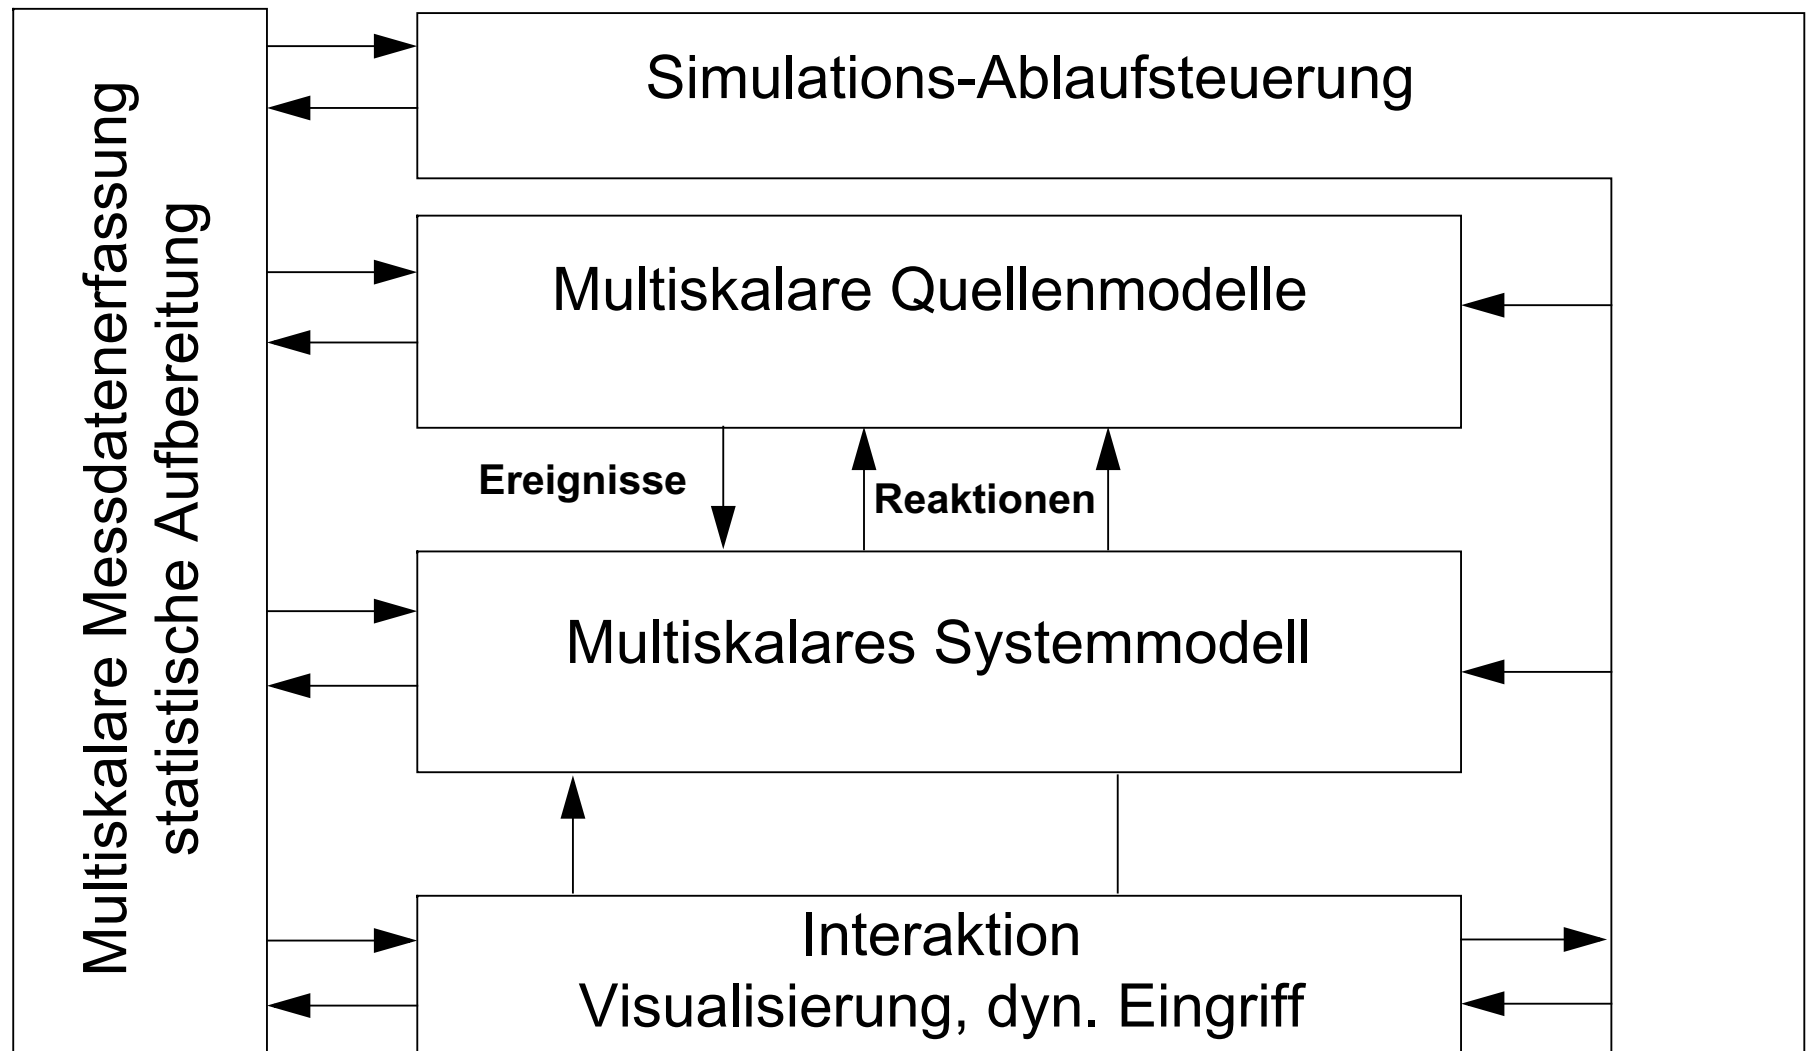 Multiskalare Messdatenerfassung
statistische Aufbereitung
Simulations-Ablaufsteuerung
Multiskalare Quellenmodelle
Ereignisse
Reaktionen
Multiskalares Systemmodell
Interaktion
Visualisierung, dyn. Eingriff